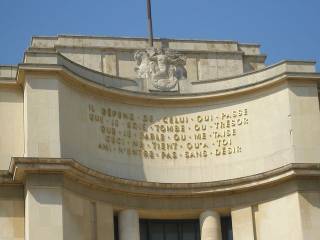 IL DÉPEND DE CELUI QUI PASSE
QUE JE SOIS TOMBE OU TRÉSOR
QUE JE PARLE OU ME TAISE
CECI NE TIENT QU'A TOI
AMI N'ENTRE PAS SANS DÉSIR